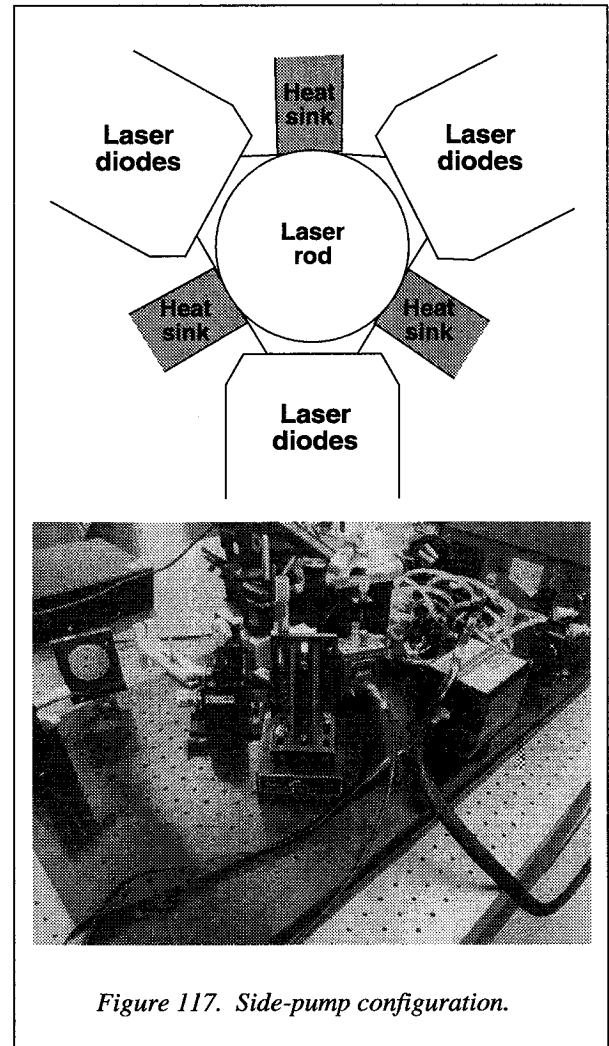 Heat
sink
Laser
diodes
Laser
diodes
Laser
rod
Heat
sink
Heat
sink
Laser
diodes
Figure 117. Side-pump configuration.